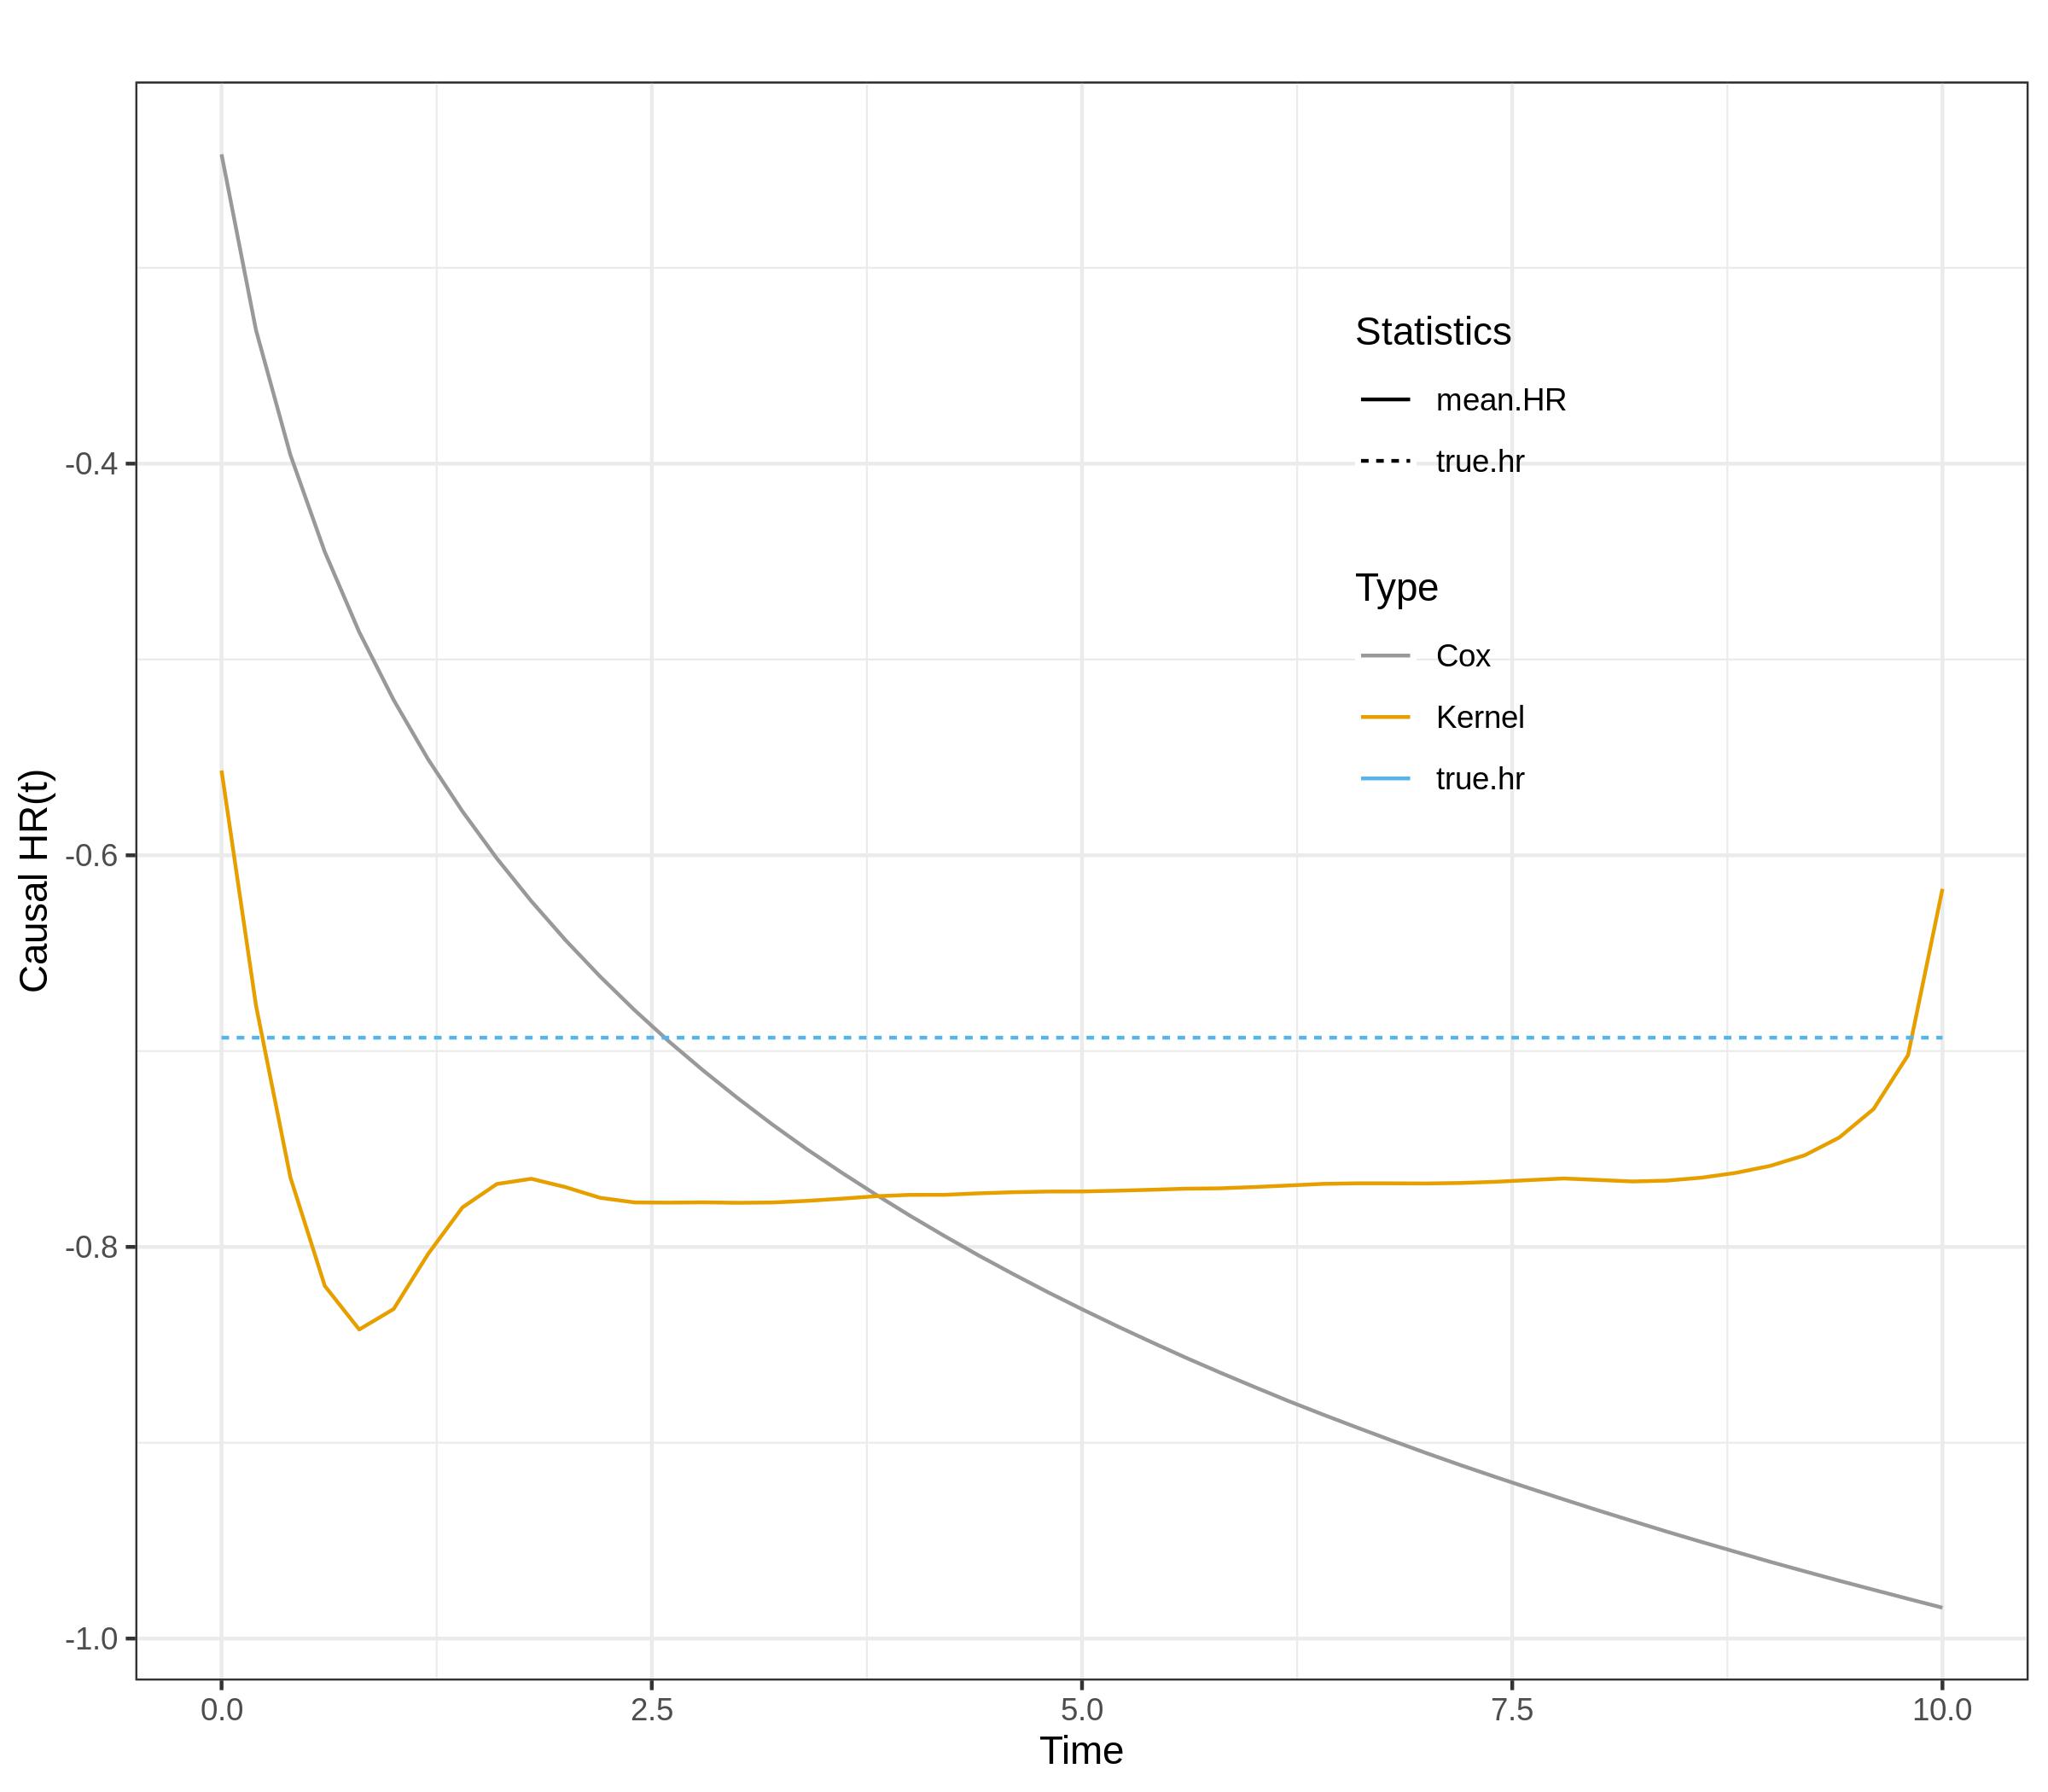 Statistics
mean.HR
true.hr
Type
Cox
Kernel
true.hr
Causal HR(t)
-0.4
-0.6
-0.8
-1.0
0.0
2.5
5.0
7.5
10.0
Time